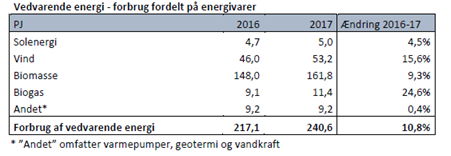 Vedvarende energi - forbrug fordelt på energivarer
PJ 2016 2017 Ændring 2016-17
Solenergi 4,7 5,0 4,5%
Vind 46,0 53,2 15,6%
Biomasse 148,0 161,8 9,3%
Biogas 9,1 11,4 24,6%
Andet* 9,2 9,2 0,4%
Forbrug af vedvarende energi 217,1 240,6 10,8%
* "Andet" omfatter varmepumper, geotermi og vandkraft